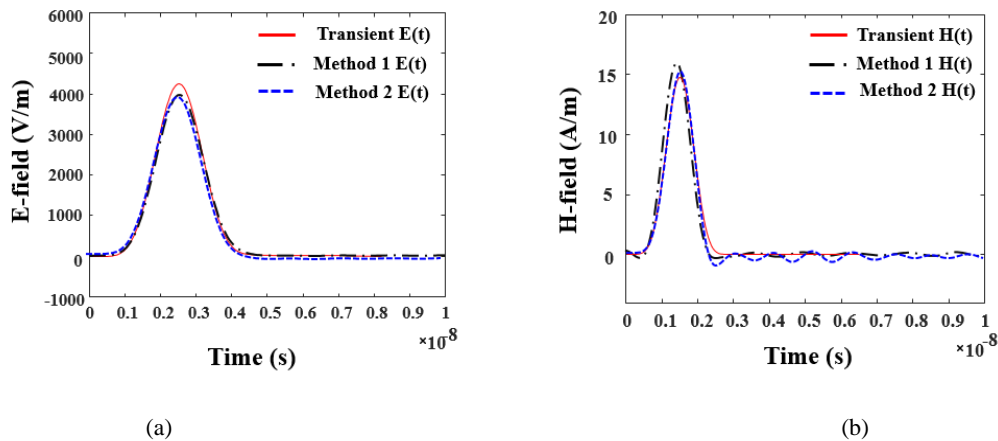 6000
5000
4000
3000
2000
1000
0
-1000
E-field (V/m)
Transient E(t)
Method 1 E(t)
Method 2 E(t)
0 0.1 0.2 0.3 0.4 0.5 0.6 0.7 0.8 0.9 1
×10-8
Time (s)
(a)
20
15
10
5
0
H-field (A/m)
Transient H(t)
Method 1 H(t)
Method 2 H(t)
0 0.1 0.2 0.3 0.4 0.5 0.6 0.7 0.8 0.9 1
×10-8
Time (s)
(b)